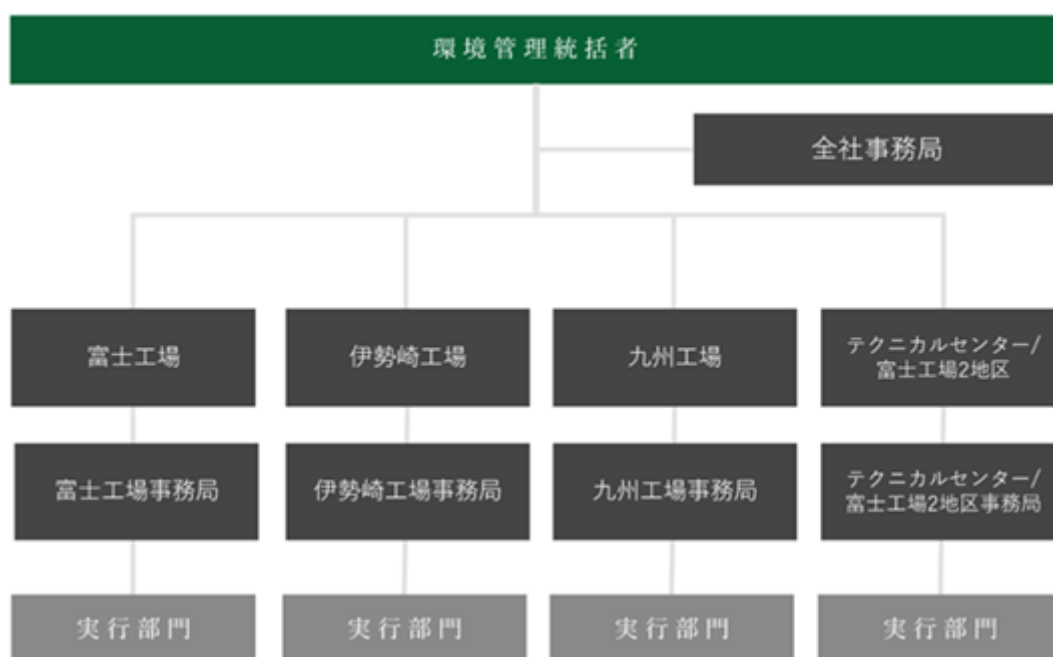 環境管理統括者
全社事務局
富士工場
伊勢崎工場
九州工場
テクニカルセンター/
富士工場2地区
富士工場事務局
伊勢崎工場事務局
九州工場事務局
テクニカルセンター/
富士工場2地区事務局
実行部門
実行部門
実行部門
実行部門